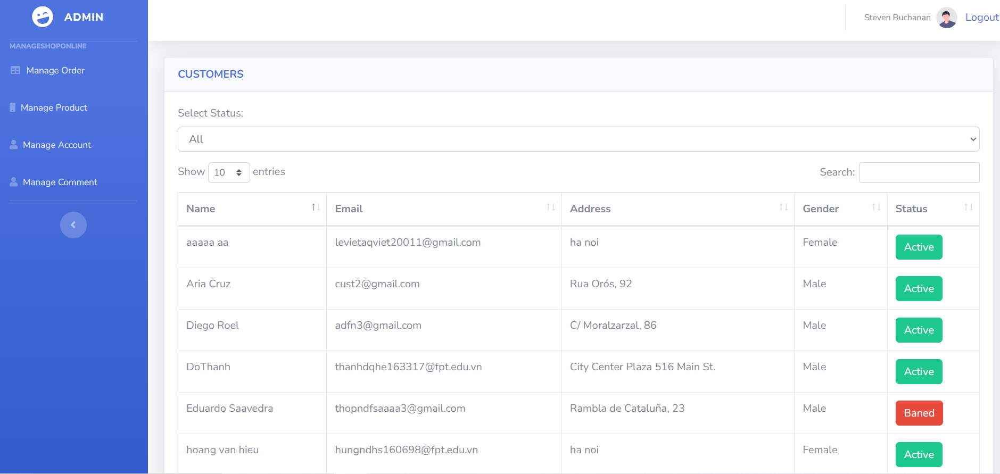 ADMIN
Steven Buchanan Logout
MANAGESHOPONLINE
Manage Order
Manage Product
Manage Account
Manage Comment
CUSTOMERS
Select Status:
All
Show 10 entries Search:
Name Email Address Gender Status
aaaaa aa levietaqviet20011@gmail.com ha noi Female Active
Aria Cruz cust2@gmail.com Rua Orós, 92 Male Active
Diego Roel adfn3@gmail.com C/ Moralzarzal, 86 Male Active
DoThanh thanhdqhe163317@fpt.edu.vn City Center Plaza 516 Main St. Male Active
Eduardo Saavedra thopndfsaaaa3@gmail.com Rambla de Cataluña, 23 Male Baned
hoang van hieu hungndhs160698@fpt.edu.vn ha noi Female Active